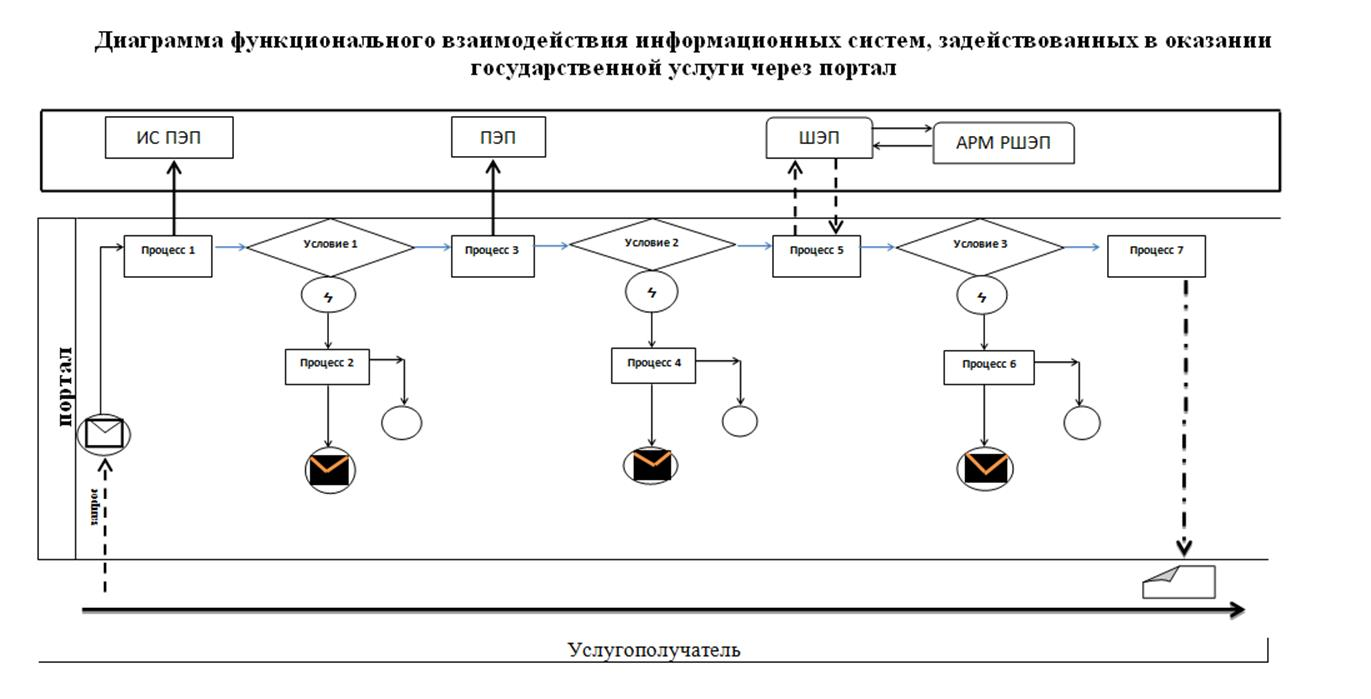 Диаграмма функционального взаимодействия информационных систем, задействованных в оказании
государственной услуги через портал
ИС ПЭП
ПЭП
ШЭП
АРМ РШЭП
Процесс 1
Условие 1
Процесс 3
Условие 2
Процесс 5
Условие 3
Процесс 7
Процесс 2
Процесс 4
Процесс 6
портал
запрос
Услугополучатель